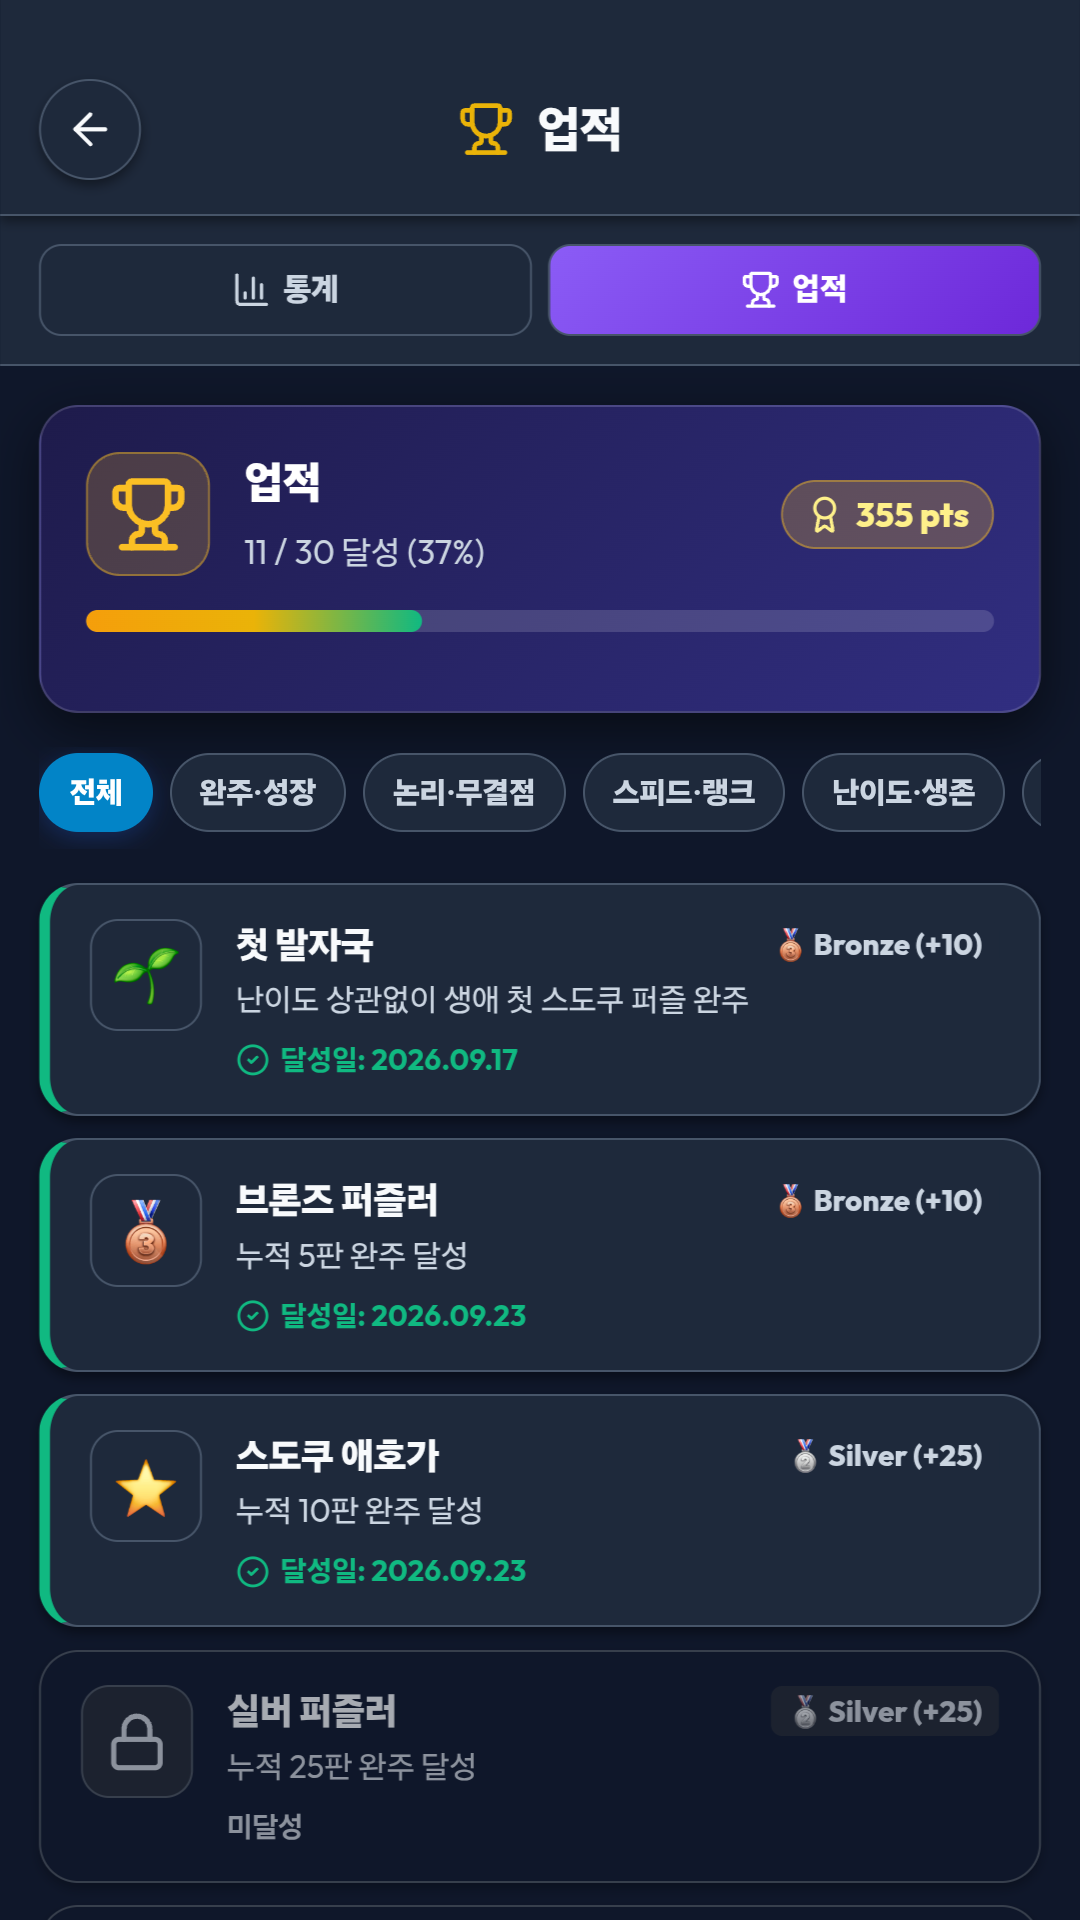 업적
통계
업적
업적
11 / 30 달성 (37%)
355 pts
전체
완주·성장
논리·무결점
스피드·랭크
난이도·생존
첫 발자국
Bronze (+10)
난이도 상관없이 생애 첫 스도쿠 퍼즐 완주
달성일: 2026.09.17
3
브론즈 퍼즐러
Bronze (+10)
누적 5판 완주 달성
달성일: 2026.09.23
스도쿠 애호가
Silver (+25)
누적 10판 완주 달성
달성일: 2026.09.23
실버 퍼즐러
Silver (+25)
누적 25판 완주 달성
미달성